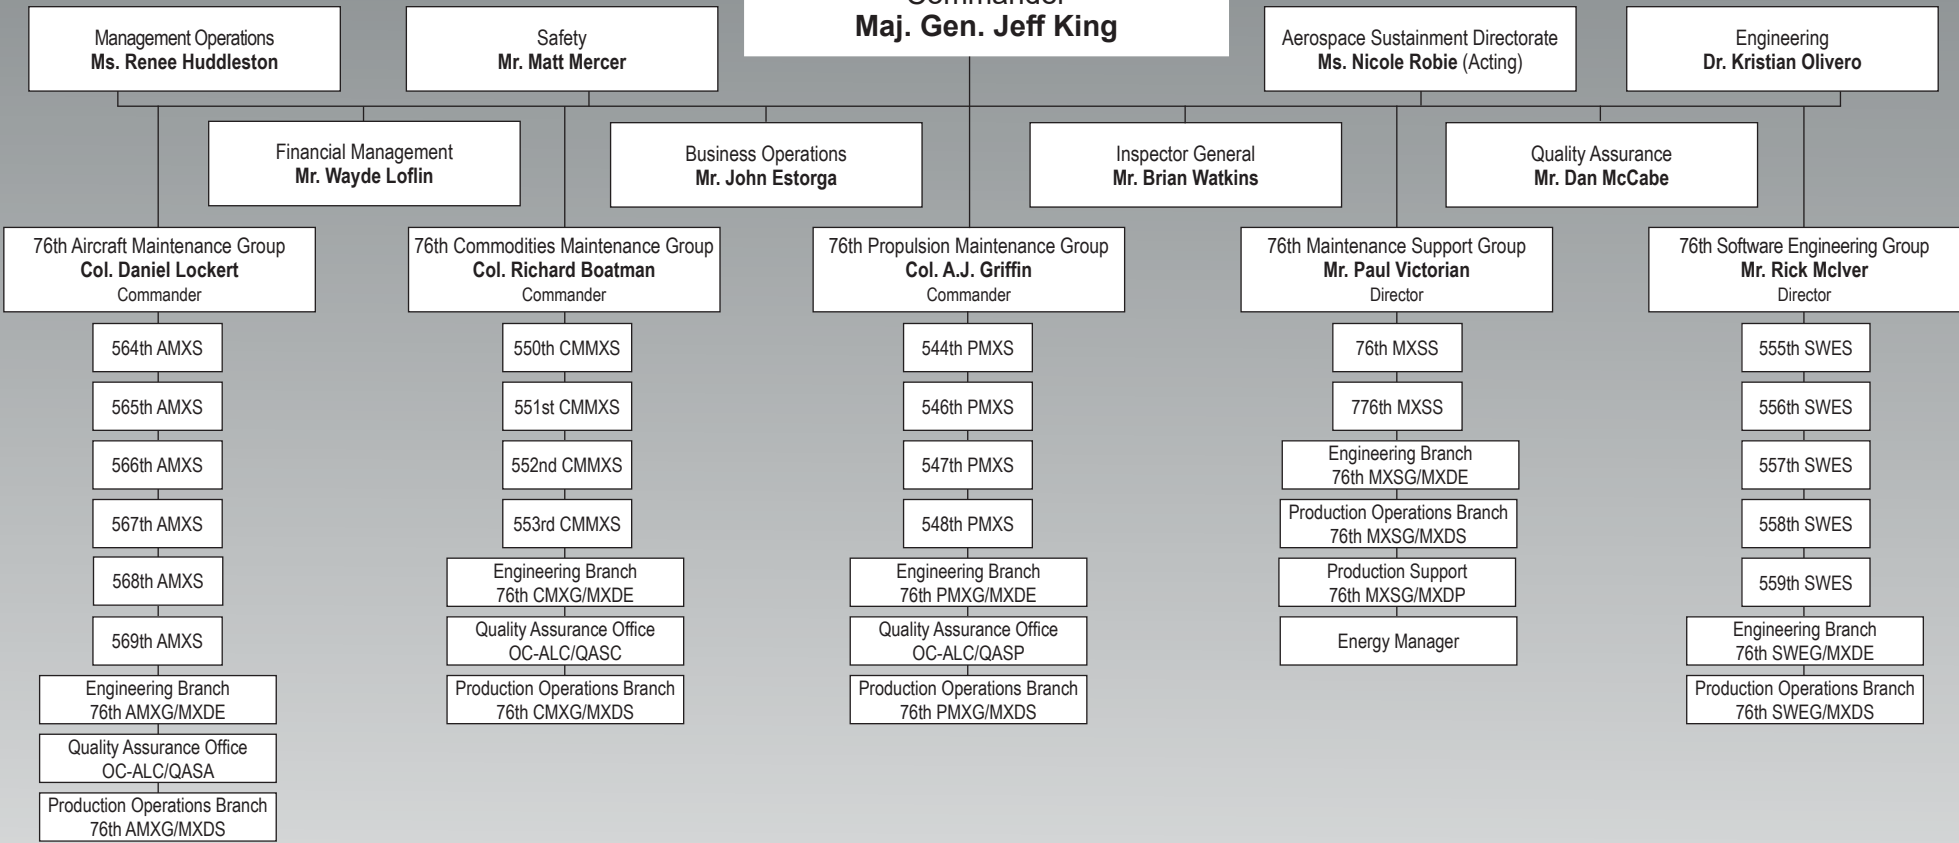 Commander
Maj. Gen. Jeff King
Management Operations
Ms. Renee Huddleston
Safety
Mr. Matt Mercer
Aerospace Sustainment Directorate
Ms. Nicole Robie (Acting)
Engineering
Dr. Kristian Olivero
Financial Management
Mr. Wayde Loflin
Business Operations
Mr. John Estorga
Inspector General
Mr. Brian Watkins
Quality Assurance
Mr. Dan McCabe
76th Aircraft Maintenance Group
Col. Daniel Lockert
Commander
564th AMXS
565th AMXS
566th AMXS
567th AMXS
568th AMXS
569th AMXS
Engineering Branch
76th AMXG/MXDE
Quality Assurance Office
OC-ALC/QASA
Production Operations Branch
76th AMXG/MXDS
76th Commodities Maintenance Group
Col. Richard Boatman
Commander
550th CMMXS
551st CMMXS
552nd CMMXS
553rd CMMXS
Engineering Branch
76th CMXG/MXDE
Quality Assurance Office
OC-ALC/QASC
Production Operations Branch
76th CMXG/MXDS
76th Propulsion Maintenance Group
Col. A.J. Griffin
Commander
544th PMXS
546th PMXS
547th PMXS
548th PMXS
Engineering Branch
76th PMXG/MXDE
Quality Assurance Office
OC-ALC/QASP
Production Operations Branch
76th PMXG/MXDS
76th Maintenance Support Group
Mr. Paul Victorian
Director
76th MXSS
776th MXSS
Engineering Branch
76th MXSG/MXDE
Production Operations Branch
76th MXSG/MXDS
Production Support
76th MXSG/MXDP
Energy Manager
76th Software Engineering Group
Mr. Rick McIver
Director
555th SWES
556th SWES
557th SWES
558th SWES
559th SWES
Engineering Branch
76th SWEG/MXDE
Production Operations Branch
76th SWEG/MXDS